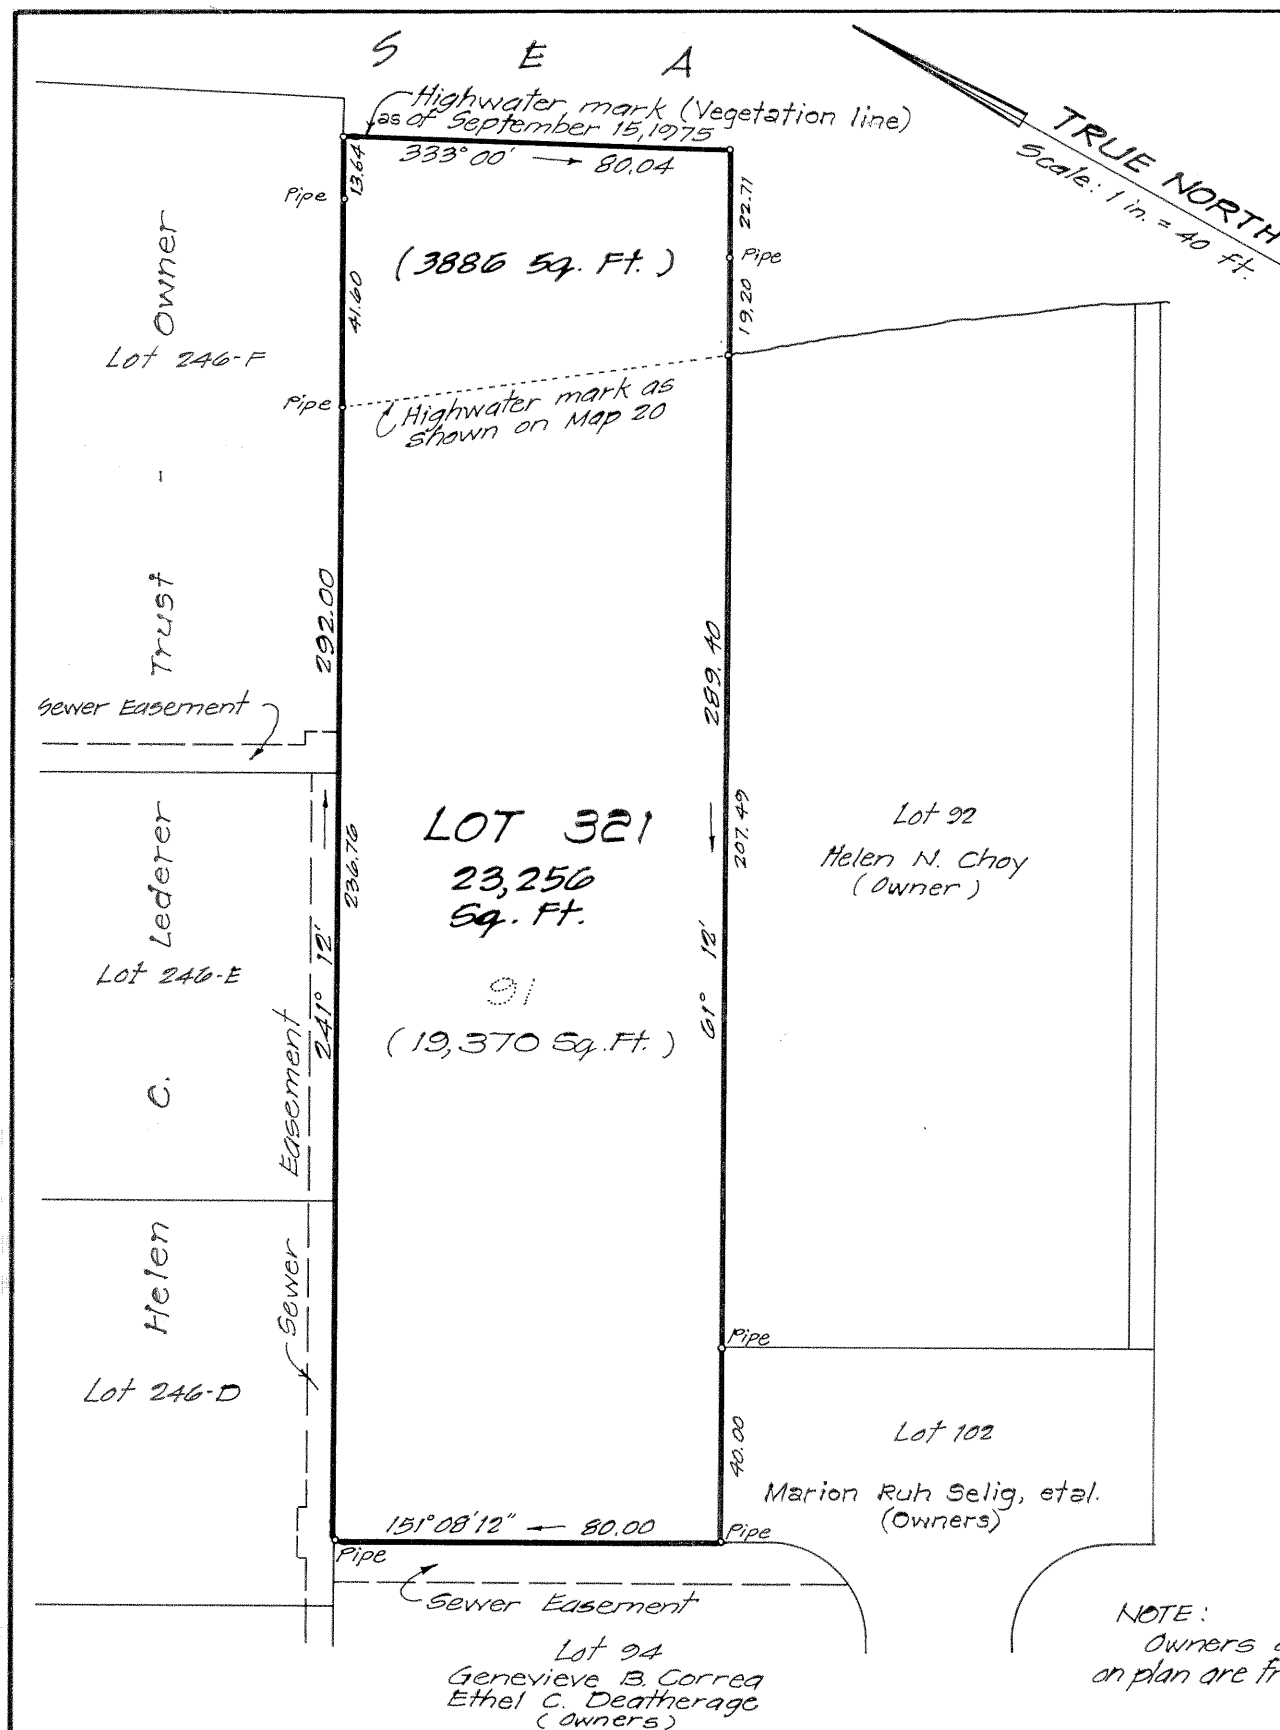 S E A
Highwater mark (Vegetation line)
as of September 15, 1975
333°00' 80.04
TRUE NORTH
Scale: 1 in. = 40 ft.
13.64
Pipe
22.71
Pipe
(3886 Sq. Ft.)
41.60
19.20
Lot 246-F
Pipe
Highwater mark as
shown on Map 20
Helen C. Lederer Trust - Owner
292.00
289.40
Sewer Easement
LOT 321
23,256
Sq. Ft.
236.76
207.49
Lot 92
Helen N. Choy
(Owner)
Lot 246-E
241° 12'
61° 12'
91
(19,370 Sq. Ft.)
Sewer Easement
Pipe
Lot 246-D
40.00
Lot 102
Marion Ruh Selig, etal.
(Owners)
151°08'12" 80.00
Pipe
Pipe
Sewer Easement
Lot 94
Genevieve B. Correa
Ethel C. Deatherage
(Owners)
NOTE:
Owners
on plan are